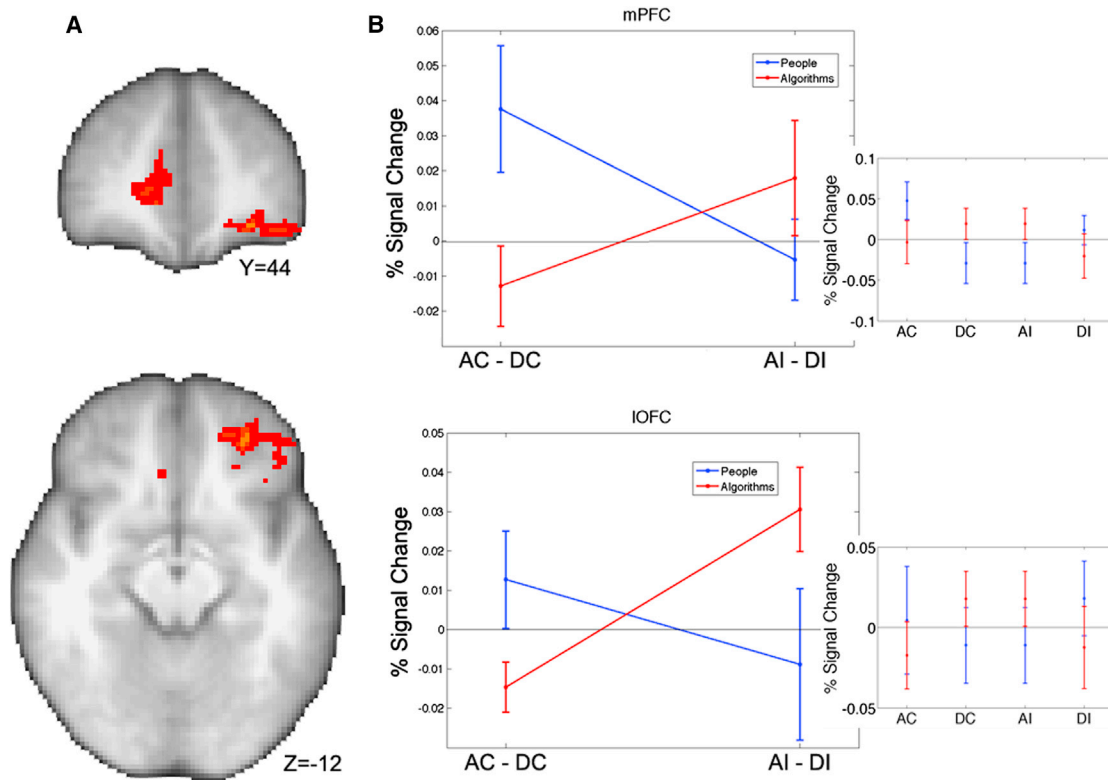 A
Y=44
Z=-12
B
mPFC
% Signal Change
0.06
0.05
0.04
0.03
0.02
0.01
0
-0.01
-0.02
People
Algorithms
AC - DC
AI - DI
% Signal Change
0.1
0.05
0
-0.05
-0.1
AC
DC
AI
DI
lOFC
% Signal Change
0.05
0.04
0.03
0.02
0.01
0
-0.01
-0.02
People
Algorithms
AC - DC
AI - DI
% Signal Change
0.05
0
-0.05
AC
DC
AI
DI